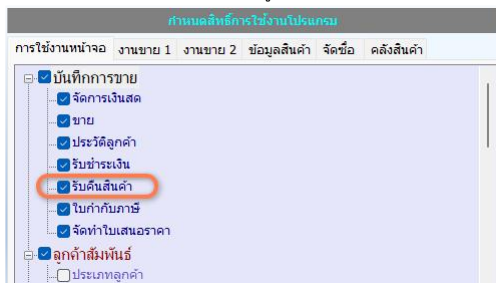 กำหนดสิทธิ์การใช้งานโปรแกรม
การใช้งานหน้าจอ งานขาย 1 งานขาย 2 ข้อมูลสินค้า จัดซื้อ คลังสินค้า
บันทึกการขาย
จัดการเงินสด
ขาย
ประวัติลูกค้า
รับชำระเงิน
รับคืนสินค้า
ใบกำกับภาษี
จัดทำใบเสนอราคา
ลูกค้าสัมพันธ์
ประเภทลูกค้า